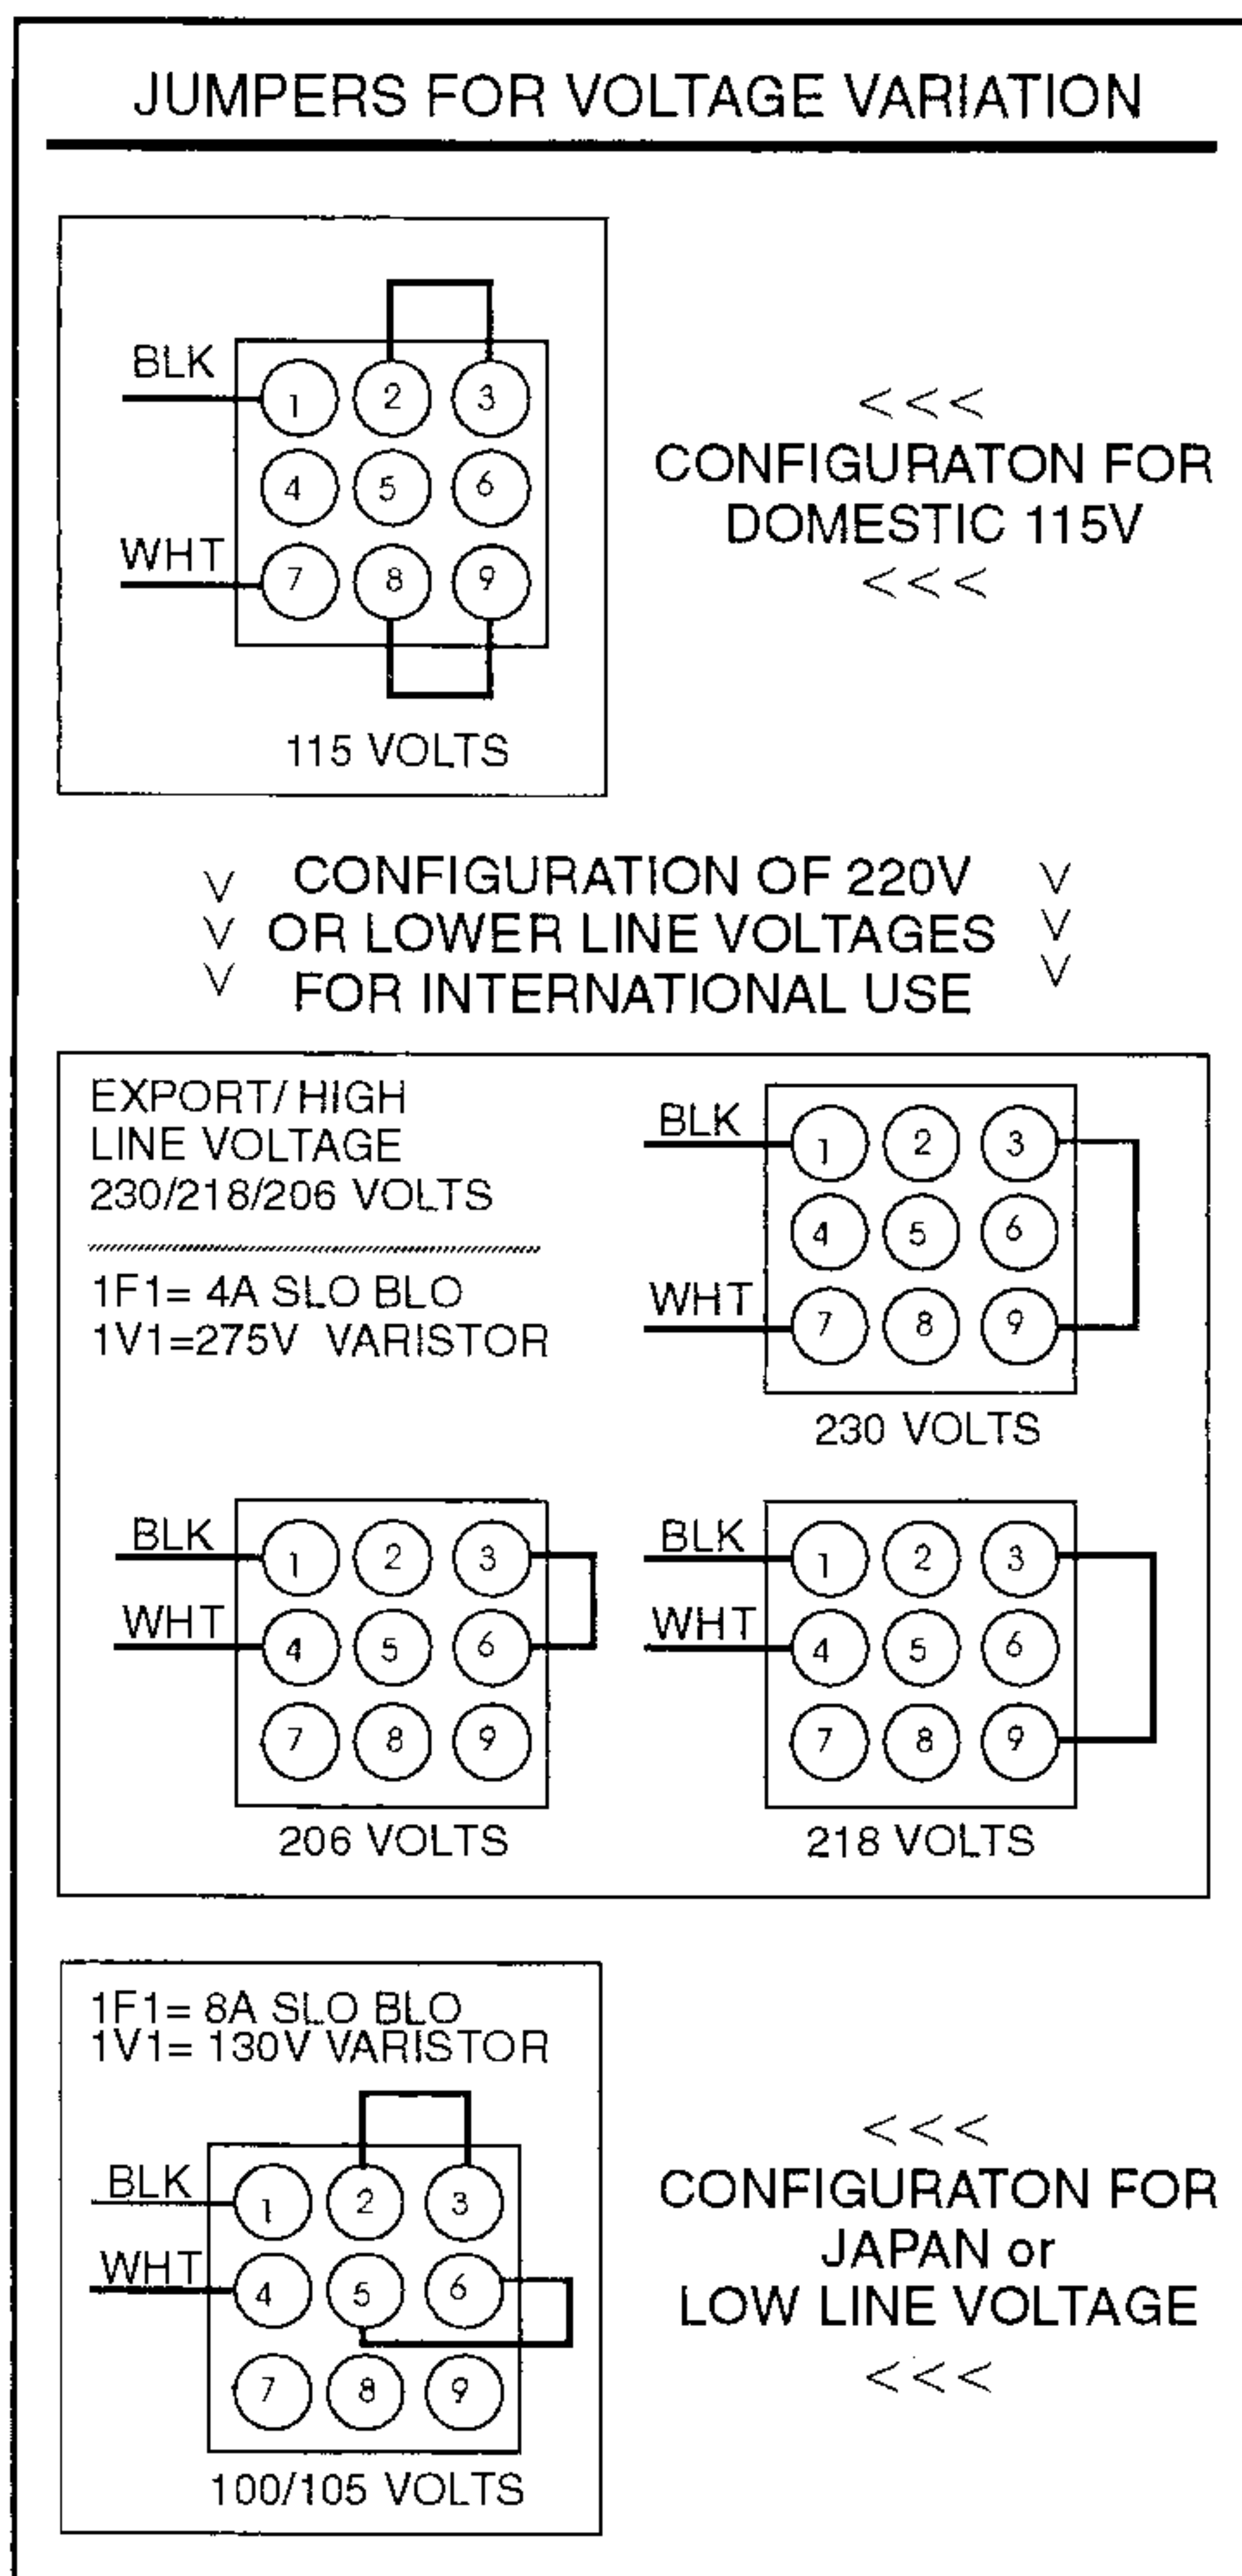 JUMPERS FOR VOLTAGE VARIATION
BLK
1 2 3
4 5 6
WHT
7 8 9
115 VOLTS
<<<
CONFIGURATON FOR
DOMESTIC 115V
<<<
V CONFIGURATION OF 220V V
V OR LOWER LINE VOLTAGES V
V FOR INTERNATIONAL USE V
EXPORT/ HIGH
LINE VOLTAGE
230/218/206 VOLTS
1F1= 4A SLO BLO
1V1=275V VARISTOR
BLK
1 2 3
4 5 6
WHT
7 8 9
230 VOLTS
BLK
1 2 3
WHT
4 5 6
7 8 9
206 VOLTS
BLK
1 2 3
WHT
4 5 6
7 8 9
218 VOLTS
1F1= 8A SLO BLO
1V1= 130V VARISTOR
BLK
1 2 3
WHT
4 5 6
7 8 9
100/105 VOLTS
<<<
CONFIGURATON FOR
JAPAN or
LOW LINE VOLTAGE
<<<